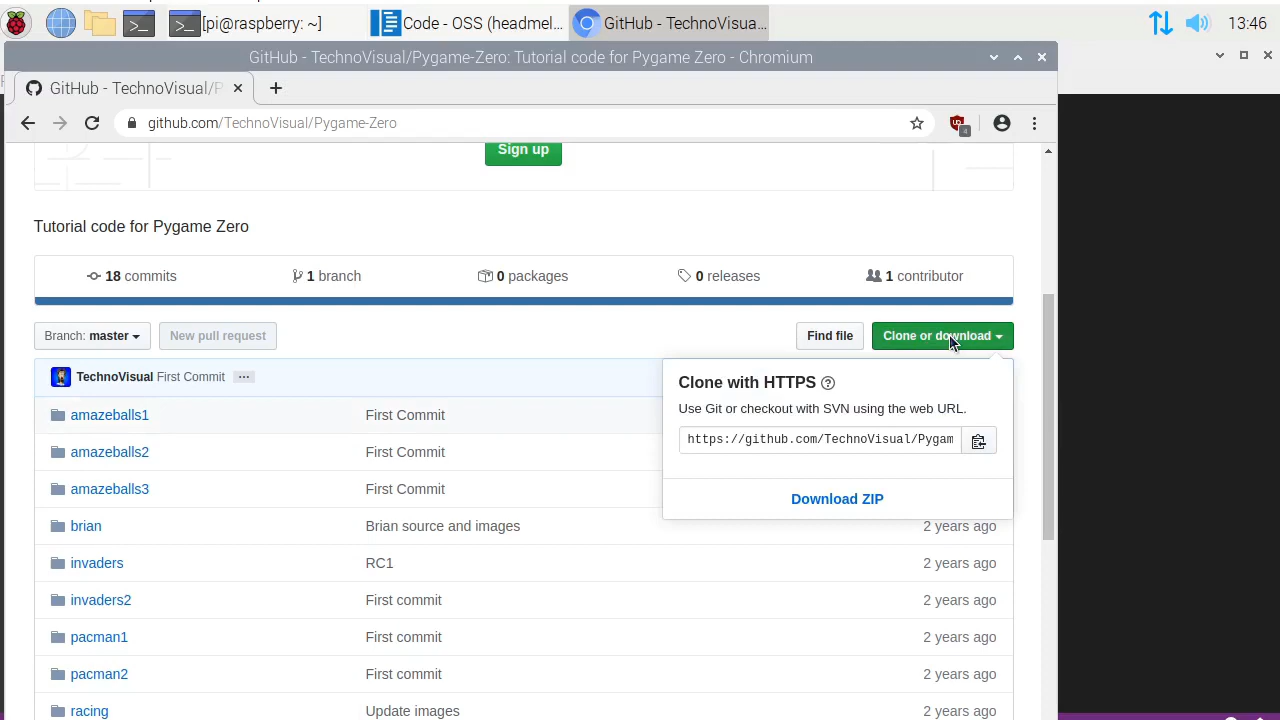 [pi@raspberry: ~]
Code - OSS (headmel...
GitHub - TechnoVisua...
13:46
GitHub - TechnoVisual/Pygame-Zero: Tutorial code for Pygame Zero - Chromium
GitHub - TechnoVisual/P
github.com/TechnoVisual/Pygame-Zero
Sign up
Tutorial code for Pygame Zero
18 commits
1 branch
0 packages
0 releases
1 contributor
Branch: master
New pull request
Find file
Clone or download
TechnoVisual First Commit ...
Clone with HTTPS
Use Git or checkout with SVN using the web URL.
https://github.com/TechnoVisual/Pygam
Download ZIP
amazeballs1 First Commit
amazeballs2 First Commit
amazeballs3 First Commit
brian Brian source and images 2 years ago
invaders RC1 2 years ago
invaders2 First commit 2 years ago
pacman1 First commit 2 years ago
pacman2 First commit 2 years ago
racing Update images 2 years ago